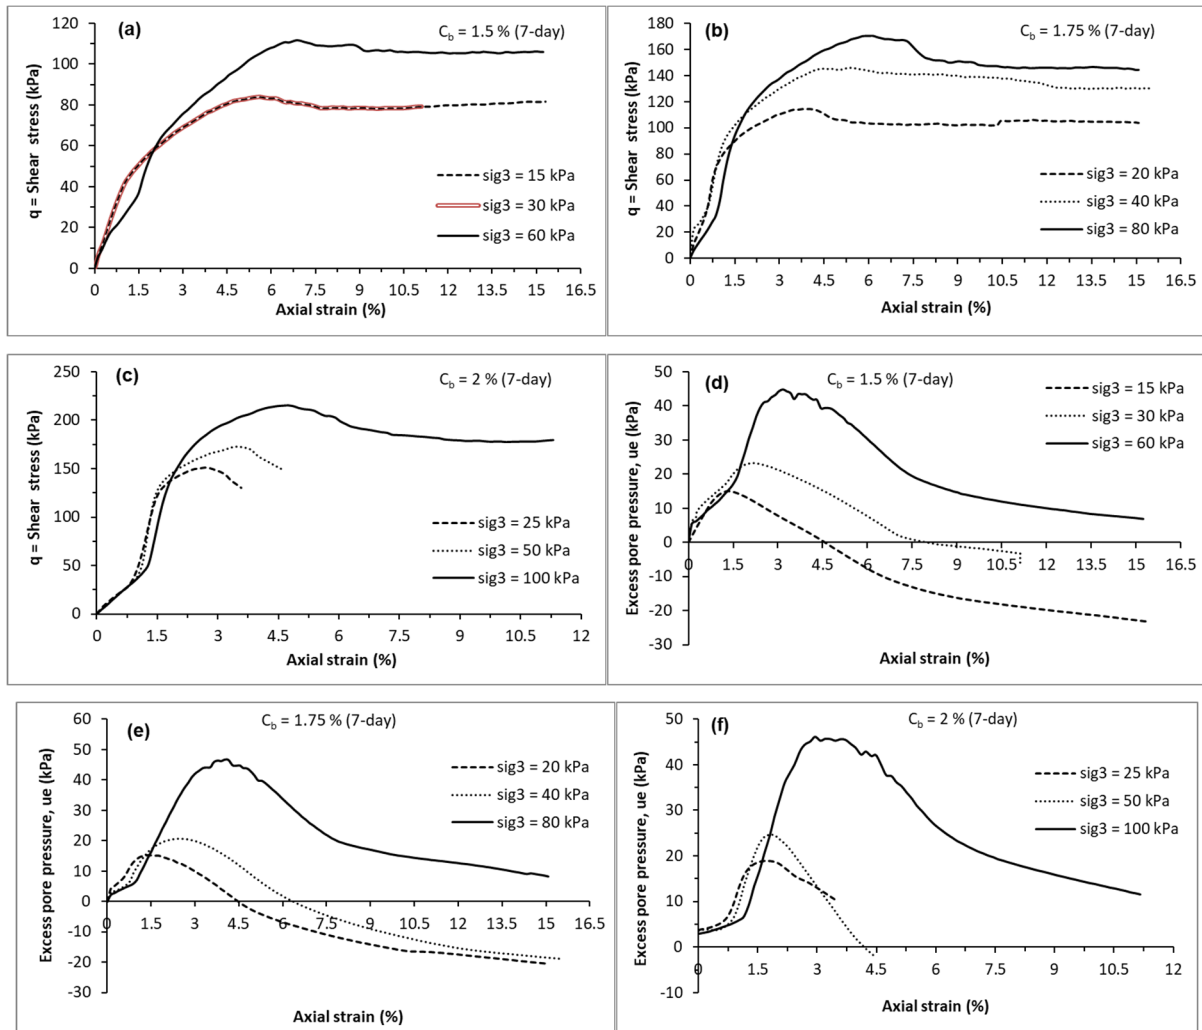 (a)
C_b = 1.5 % (7-day)
q = Shear stress (kPa)
120
100
80
60
40
20
0
sig3 = 15 kPa
sig3 = 30 kPa
sig3 = 60 kPa
0 1.5 3 4.5 6 7.5 9 10.5 12 13.5 15 16.5
Axial strain (%)
(b)
C_b = 1.75 % (7-day)
q = Shear stress (kPa)
180
160
140
120
100
80
60
40
20
0
sig3 = 20 kPa
sig3 = 40 kPa
sig3 = 80 kPa
0 1.5 3 4.5 6 7.5 9 10.5 12 13.5 15 16.5
Axial strain (%)
(c)
C_b = 2 % (7-day)
q = Shear stress (kPa)
250
200
150
100
50
0
sig3 = 25 kPa
sig3 = 50 kPa
sig3 = 100 kPa
0 1.5 3 4.5 6 7.5 9 10.5 12
Axial strain (%)
(d)
C_b = 1.5 % (7-day)
Excess pore pressure, ue (kPa)
50
40
30
20
10
0
-10
-20
-30
sig3 = 15 kPa
sig3 = 30 kPa
sig3 = 60 kPa
0 1.5 3 4.5 6 7.5 9 10.5 12 13.5 15 16.5
Axial strain (%)
(e)
C_b = 1.75 % (7-day)
Excess pore pressure, ue (kPa)
60
50
40
30
20
10
0
-10
-20
-30
sig3 = 20 kPa
sig3 = 40 kPa
sig3 = 80 kPa
0 1.5 3 4.5 6 7.5 9 10.5 12 13.5 15 16.5
Axial strain (%)
(f)
C_b = 2 % (7-day)
Excess pore pressure, ue (kPa)
50
40
30
20
10
0
-10
sig3 = 25 kPa
sig3 = 50 kPa
sig3 = 100 kPa
0 1.5 3 4.5 6 7.5 9 10.5 12
Axial strain (%)